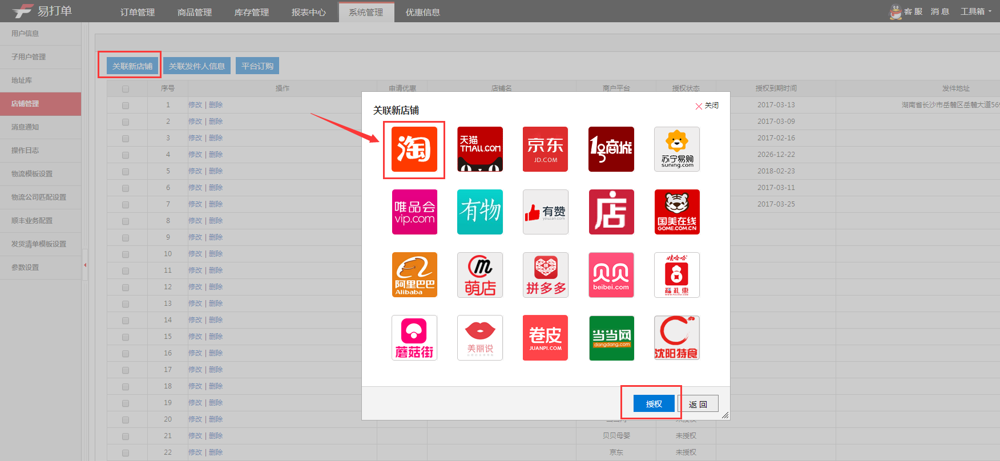 易打单 订单管理 商品管理 库存管理 报表中心 系统管理 优惠信息 客 服 消 息 工具箱
用户信息
子用户管理
地址库
店铺管理
消息通知
操作日志
物流模板设置
物流公司匹配设置
顺丰业务配置
发货清单模板设置
参数设置
关联新店铺 关联发件人信息 平台订购
序号 操作 申请优惠 店铺名 商户平台 授权状态 授权到期时间 发件地址
1 修改 | 删除 2017-03-13 湖南省长沙市岳麓区岳麓大道569
2 修改 | 删除 2017-03-09
3 修改 | 删除 2017-02-16
4 修改 | 删除 2026-12-22
5 修改 | 删除 2018-02-23
6 修改 | 删除 2017-03-11
7 修改 | 删除 2017-03-25
8 修改 | 删除
9 修改 | 删除
10 修改 | 删除
11 修改 | 删除
12 修改 | 删除
13 修改 | 删除
14 修改 | 删除
15 修改 | 删除
16 修改 | 删除
17 修改 | 删除
18 修改 | 删除
19 修改 | 删除
20 修改 | 删除
21 修改 | 删除 贝贝母婴 未授权
22 修改 | 删除 京东 未授权
关联新店铺
关闭
淘
天猫
TMALL.COM
京东
JD.COM
1号商城
苏宁易购
suning.com
唯品会
vip.com
有物
有赞
youzan.com
店
国美在线
GOME.COM.CN
阿里巴巴
Alibaba
m
萌店
拼
拼多多
贝贝
beibei.com
娃哈哈
福礼惠
蘑菇街
美丽说
卷皮
JUANPI.COM
当当网
dangdang.com
沈阳特食
授权
返 回